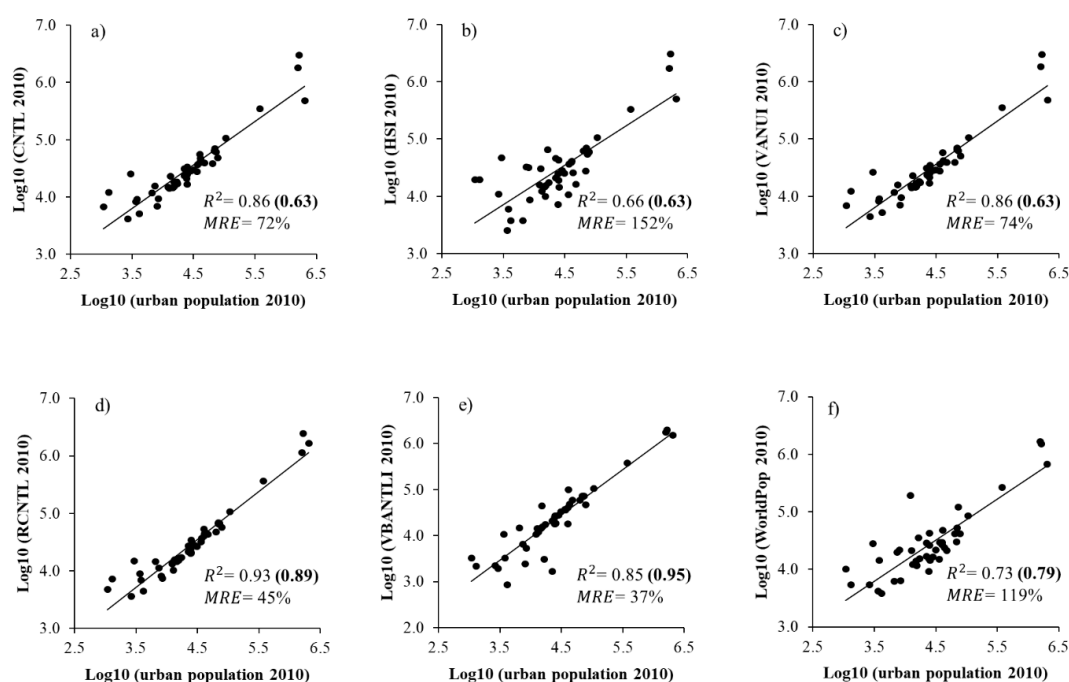 a)
Log10 (CNTL 2010)
7.0
6.0
5.0
4.0
3.0
R²= 0.86 (0.63)
MRE= 72%
2.5 3.5 4.5 5.5 6.5
Log10 (urban population 2010)
b)
Log10 (HSI 2010)
7.0
6.0
5.0
4.0
3.0
R²= 0.66 (0.63)
MRE= 152%
2.5 3.5 4.5 5.5 6.5
Log10 (urban population 2010)
c)
Log10 (VANUI 2010)
7.0
6.0
5.0
4.0
3.0
R²= 0.86 (0.63)
MRE= 74%
2.5 3.5 4.5 5.5 6.5
Log10 (urban population 2010)
d)
Log10 (RCNTL 2010)
7.0
6.0
5.0
4.0
3.0
R²= 0.93 (0.89)
MRE= 45%
2.5 3.5 4.5 5.5 6.5
Log10 (urban population 2010)
e)
Log10 (VBANTLI 2010)
7.0
6.0
5.0
4.0
3.0
2.0
R²= 0.85 (0.95)
MRE= 37%
2.5 3.5 4.5 5.5 6.5
Log10 (urban population 2010)
f)
Log10 (WorldPop 2010)
7.0
6.0
5.0
4.0
3.0
R²= 0.73 (0.79)
MRE= 119%
2.5 3.5 4.5 5.5 6.5
Log10 (urban population 2010)